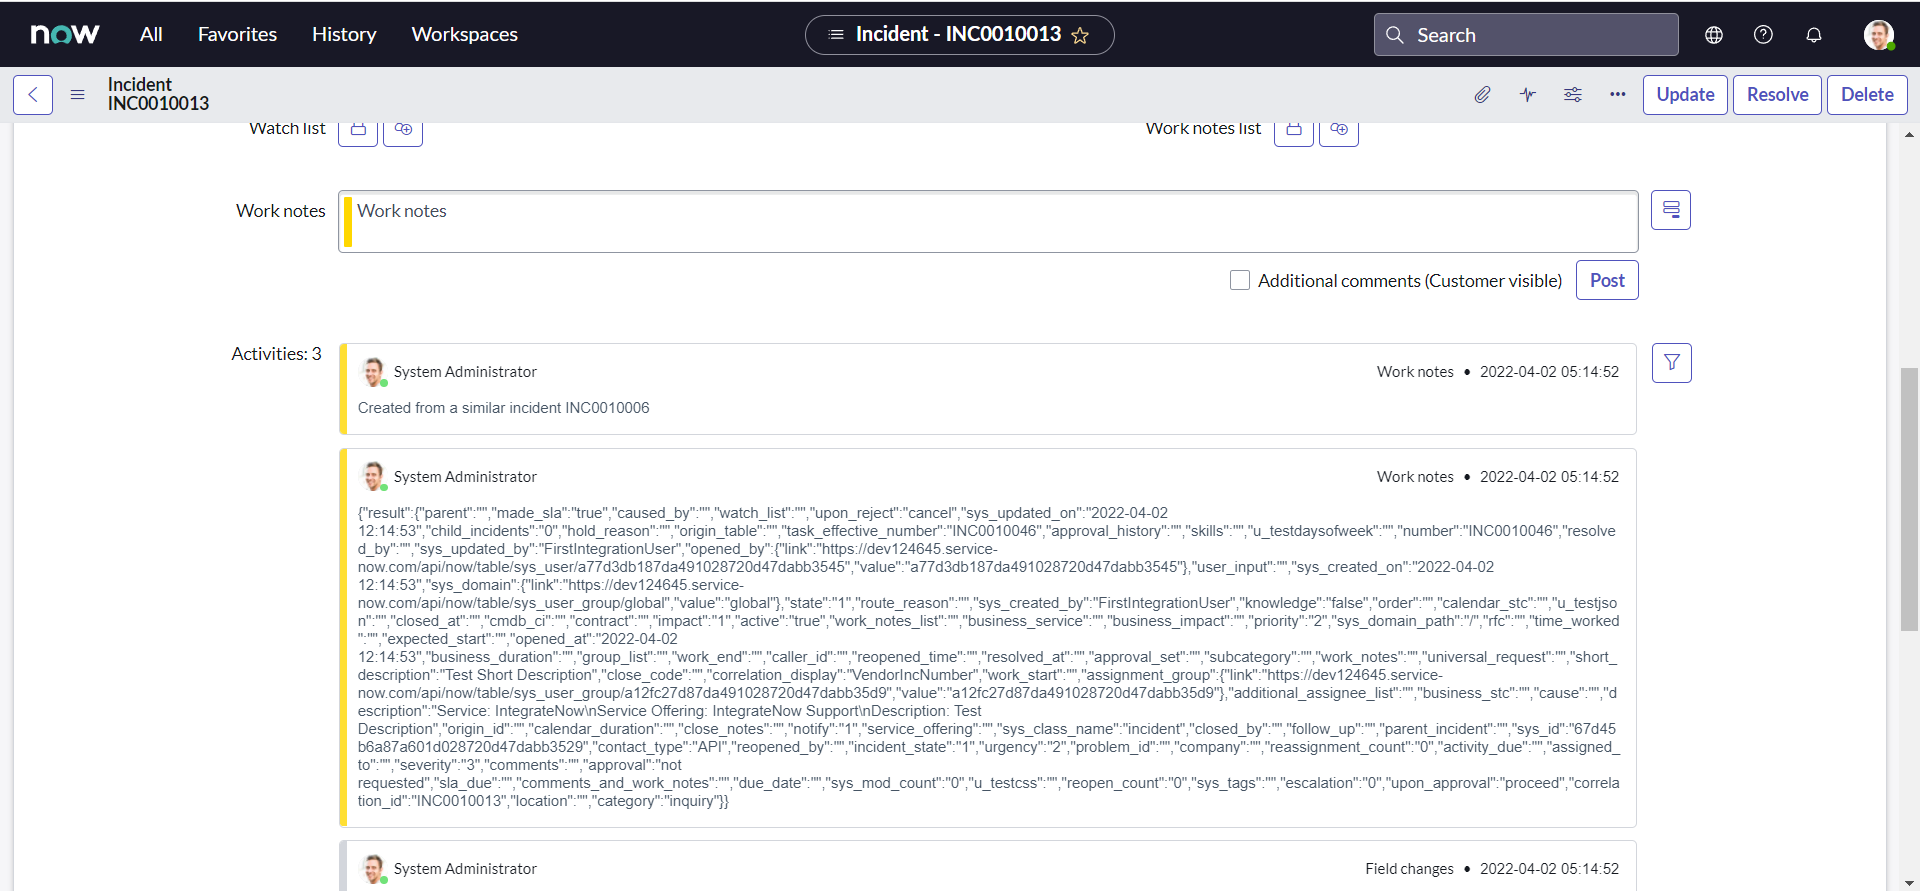 now All Favorites History Workspaces Incident - INC0010013 Search
Incident
INC0010013
Update Resolve Delete
Watch list Work notes list
Work notes Work notes
Additional comments (Customer visible) Post
Activities: 3
System Administrator Work notes • 2022-04-02 05:14:52
Created from a similar incident INC0010006
System Administrator Work notes • 2022-04-02 05:14:52
{"result":{"parent":"","made_sla":"true","caused_by":"","watch_list":"","upon_reject":"cancel","sys_updated_on":"2022-04-02
12:14:53","child_incidents":"0","hold_reason":"","origin_table":"","task_effective_number":"INC0010046","approval_history":"","skills":"","u_testdaysofweek":"","number":"INC0010046","resolve
d_by":"","sys_updated_by":"FirstIntegrationUser","opened_by":{"link":"https://dev124645.service-
now.com/api/now/table/sys_user/a77d3db187da491028720d47dabb3545","value":"a77d3db187da491028720d47dabb3545"},"user_input":"","sys_created_on":"2022-04-02
12:14:53","sys_domain":{"link":"https://dev124645.service-
now.com/api/now/table/sys_user_group/global","value":"global"},"state":"1","route_reason":"","sys_created_by":"FirstIntegrationUser","knowledge":"false","order":"","calendar_stc":"","u_testjso
n":"","closed_at":"","cmdb_ci":"","contract":"","impact":"1","active":"true","work_notes_list":"","business_service":"","business_impact":"","priority":"2","sys_domain_path":"/","rfc":"","time_worked
":"","expected_start":"","opened_at":"2022-04-02
12:14:53","business_duration":"","group_list":"","work_end":"","caller_id":"","reopened_time":"","resolved_at":"","approval_set":"","subcategory":"","work_notes":"","universal_request":"","short_
description":"Test Short Description","close_code":"","correlation_display":"VendorIncNumber","work_start":"","assignment_group":{"link":"https://dev124645.service-
now.com/api/now/table/sys_user_group/a12fc27d87da491028720d47dabb35d9","value":"a12fc27d87da491028720d47dabb35d9"},"additional_assignee_list":"","business_stc":"","cause":"","d
escription":"Service: IntegrateNow\nService Offering: IntegrateNow Support\nDescription: Test
Description","origin_id":"","calendar_duration":"","close_notes":"","notify":"1","service_offering":"","sys_class_name":"incident","closed_by":"","follow_up":"","parent_incident":"","sys_id":"67d45
b6a87a601d028720d47dabb3529","contact_type":"API","reopened_by":"","incident_state":"1","urgency":"2","problem_id":"","company":"","reassignment_count":"0","activity_due":"","assigned_
to":"","severity":"3","comments":"","approval":"not
requested","sla_due":"","comments_and_work_notes":"","due_date":"","sys_mod_count":"0","u_testcss":"","reopen_count":"0","sys_tags":"","escalation":"0","upon_approval":"proceed","correla
tion_id":"INC0010013","location":"","category":"inquiry"}}
System Administrator Field changes • 2022-04-02 05:14:52